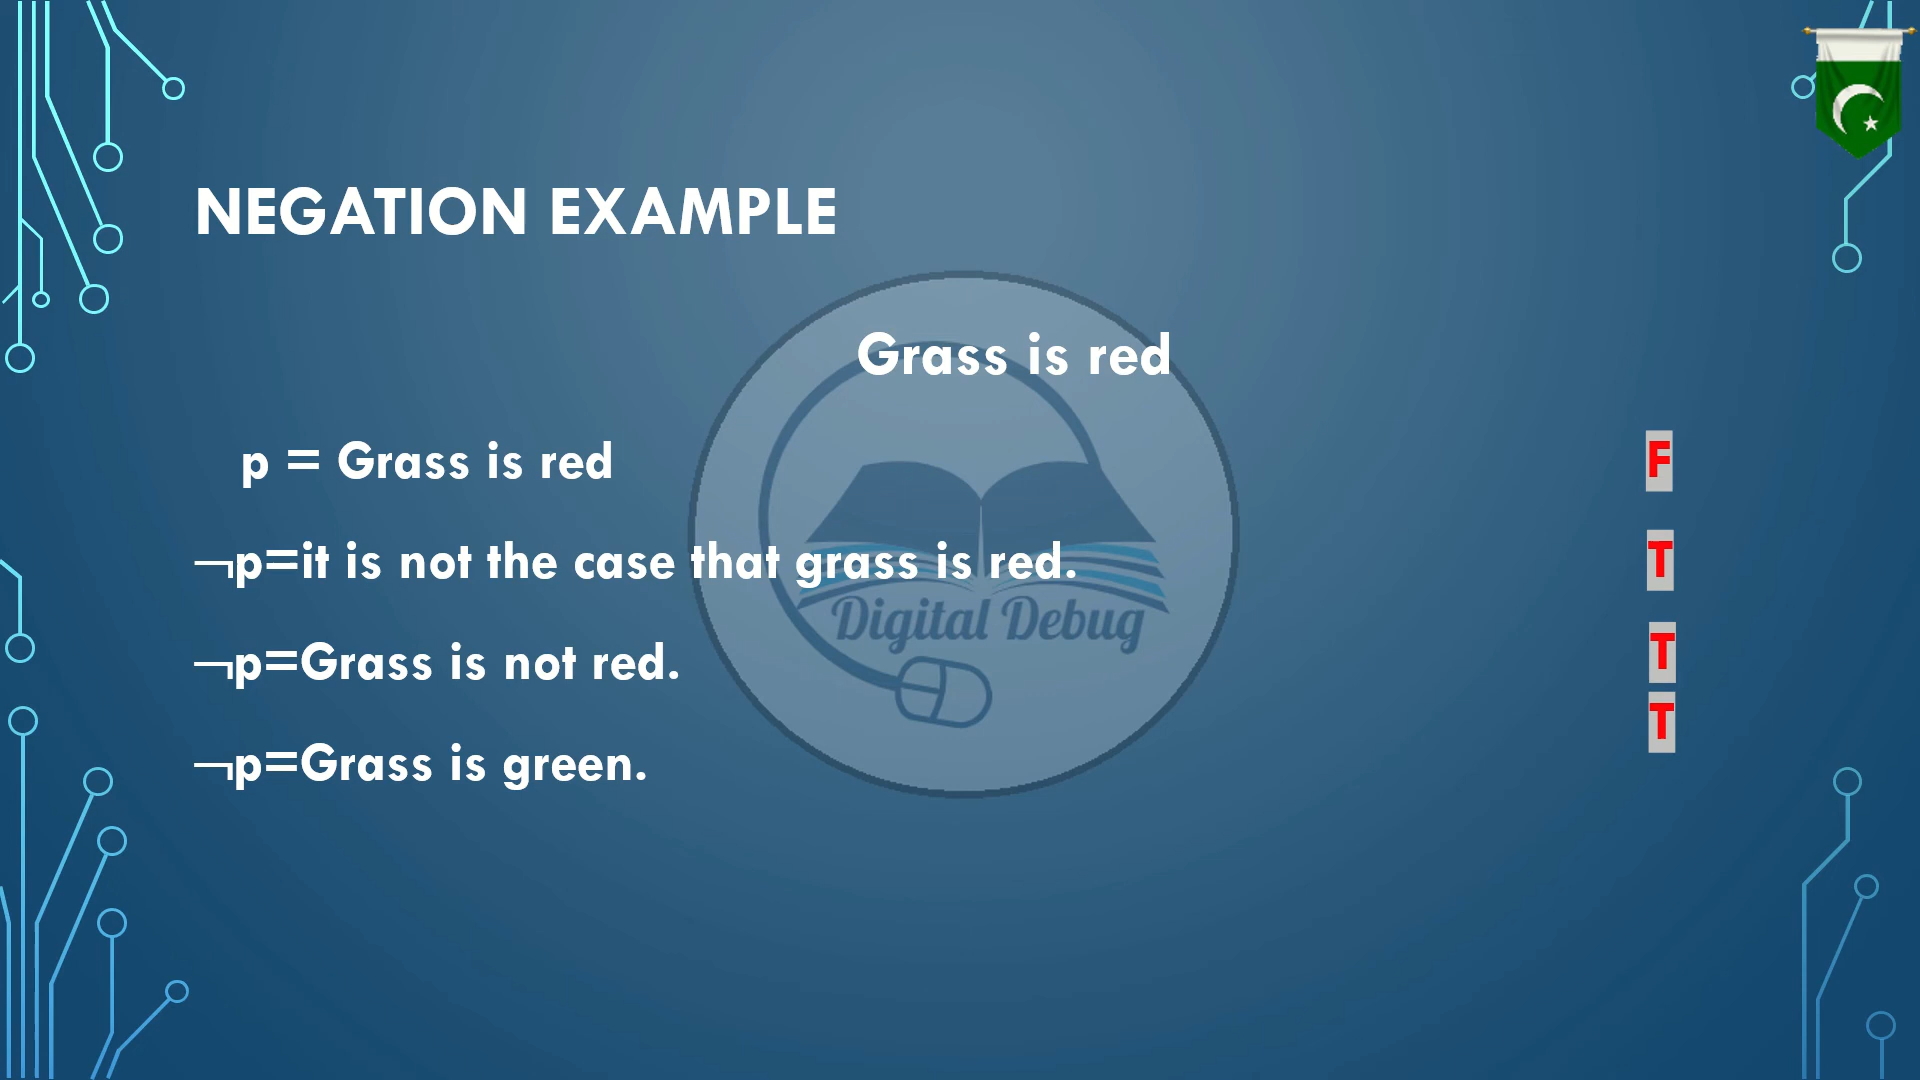 NEGATION EXAMPLE
Grass is red
p = Grass is red F
¬p=it is not the case that grass is red. T
¬p=Grass is not red. T
¬p=Grass is green. T
Digital Debug